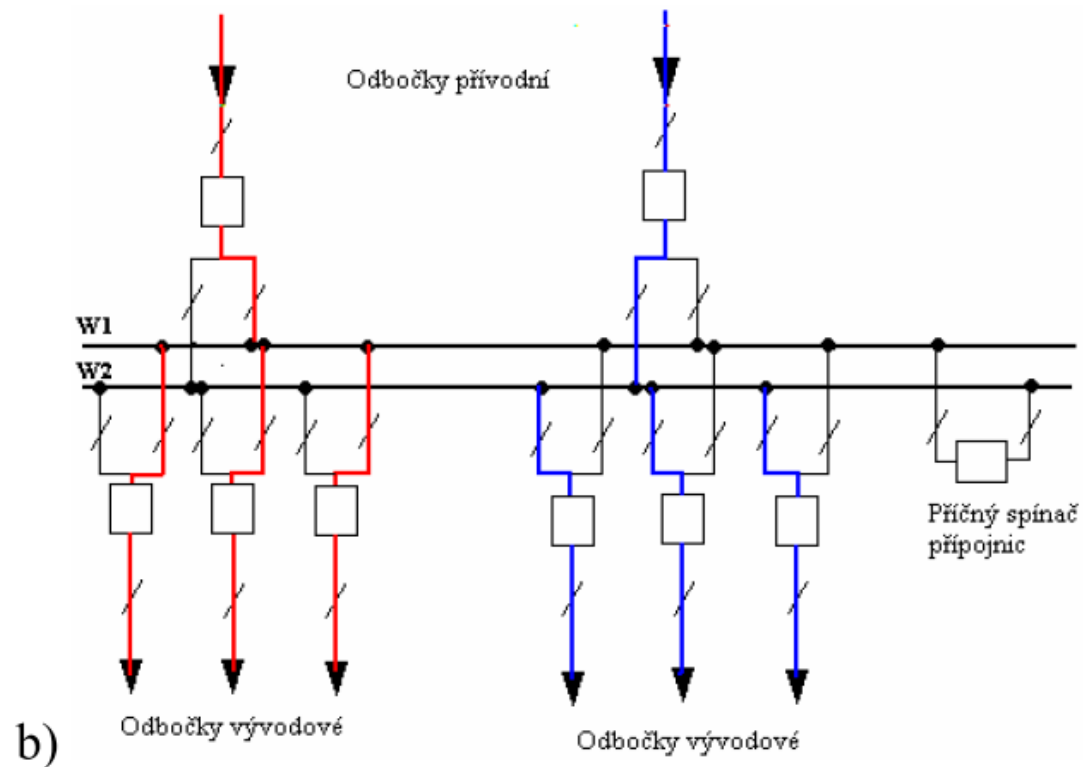 Odbočky přívodní
W1
W2
Příčný spínač
přípojnic
Odbočky vývodové
Odbočky vývodové
b)